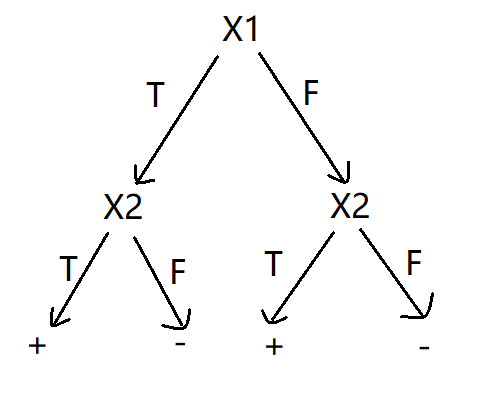 X1
T F
X2 X2
T F T F
+ - + -